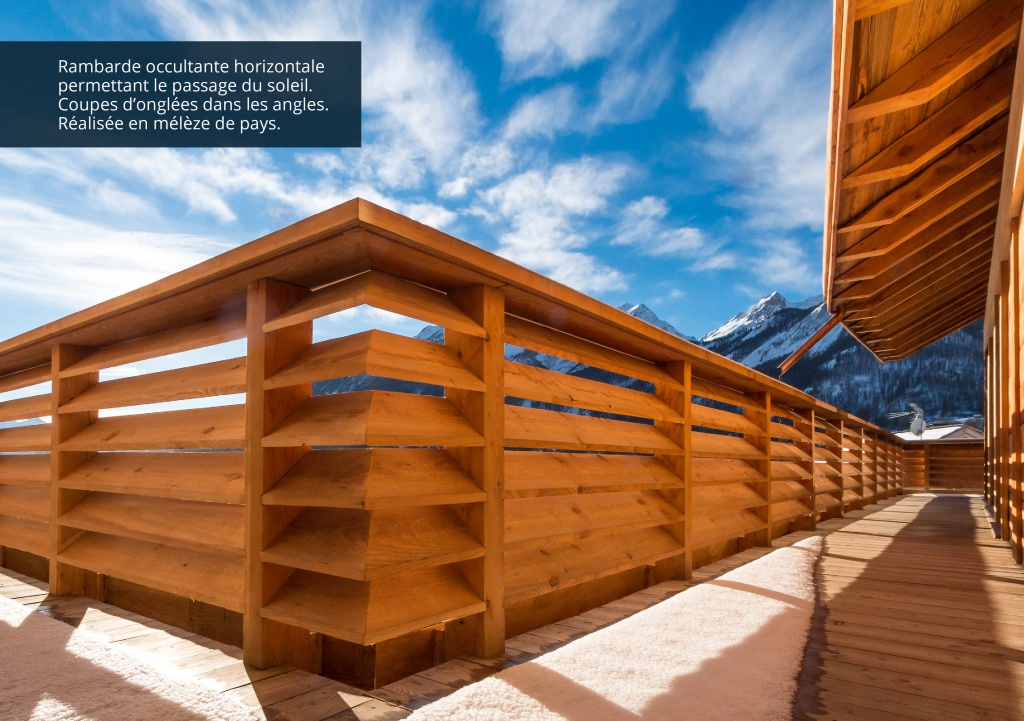 Rambarde occultante horizontale
permettant le passage du soleil.
Coupes d’onglées dans les angles.
Réalisée en mélèze de pays.